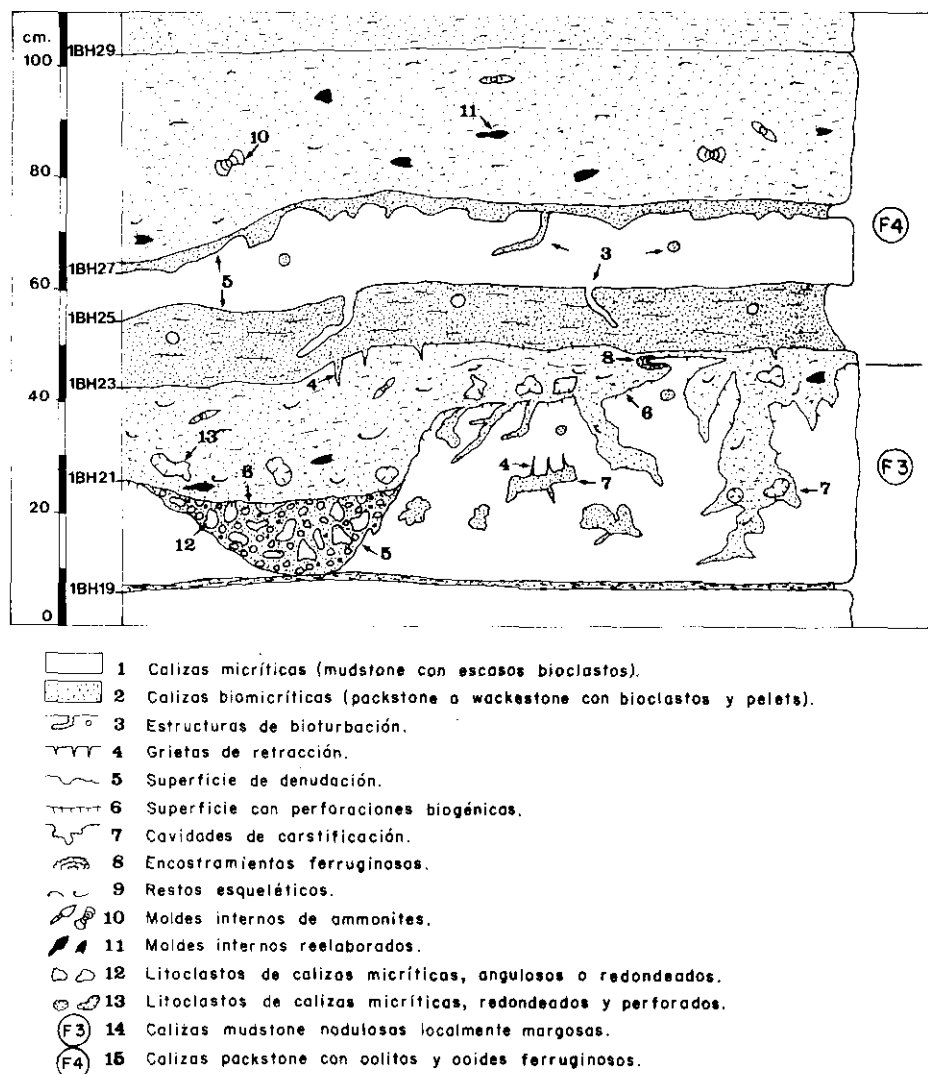 cm.
1BH29
100
11
10
80
F4
3
1BH27
5
60
1BH25
8
1BH23
4
40
6
13
4
F3
1BH21
8
7
7
20
12
5
1BH19
0
1 Calizas micríticas (mudstone con escasos bioclastos).
2 Calizas biomicríticas (packstone a wackestone con bioclastos y pelets).
3 Estructuras de bioturbación.
4 Grietas de retracción.
5 Superficie de denudación.
6 Superficie con perforaciones biogénicas.
7 Cavidades de carstificación.
8 Encostramientos ferruginosos.
9 Restos esqueléticos.
10 Moldes internos de ammonites.
11 Moldes internos reelaborados.
12 Litoclastos de calizas micríticas, angulosos o redondeados.
13 Litoclastos de calizas micríticas, redondeados y perforados.
F3 14 Calizas mudstone nodulosas localmente margosas.
F4 15 Calizas packstone con oolitos y ooides ferruginosos.